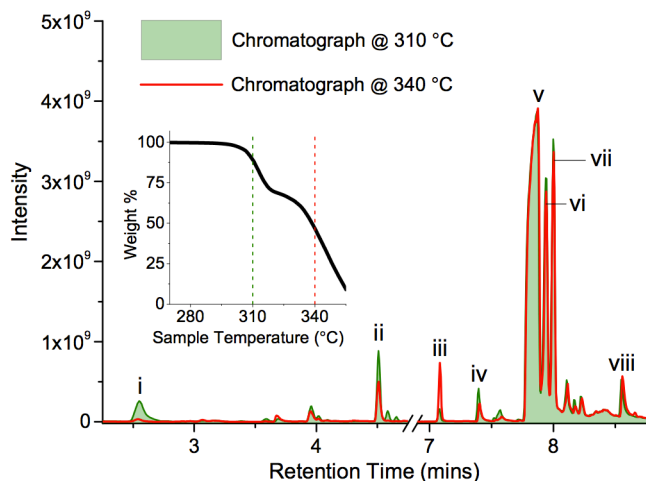 5x10⁹
4x10⁹
3x10⁹
2x10⁹
1x10⁹
0
Intensity
Chromatograph @ 310 °C
Chromatograph @ 340 °C
100
75
50
25
0
Weight %
280 310 340
Sample Temperature (°C)
i
ii
iii
iv
v
vi
vii
viii
3 4 7 8
Retention Time (mins)